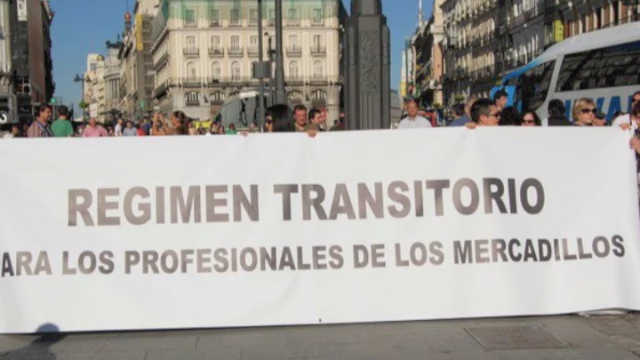 REGIMEN TRANSITORIO
ARA LOS PROFESIONALES DE LOS MERCADILLOS